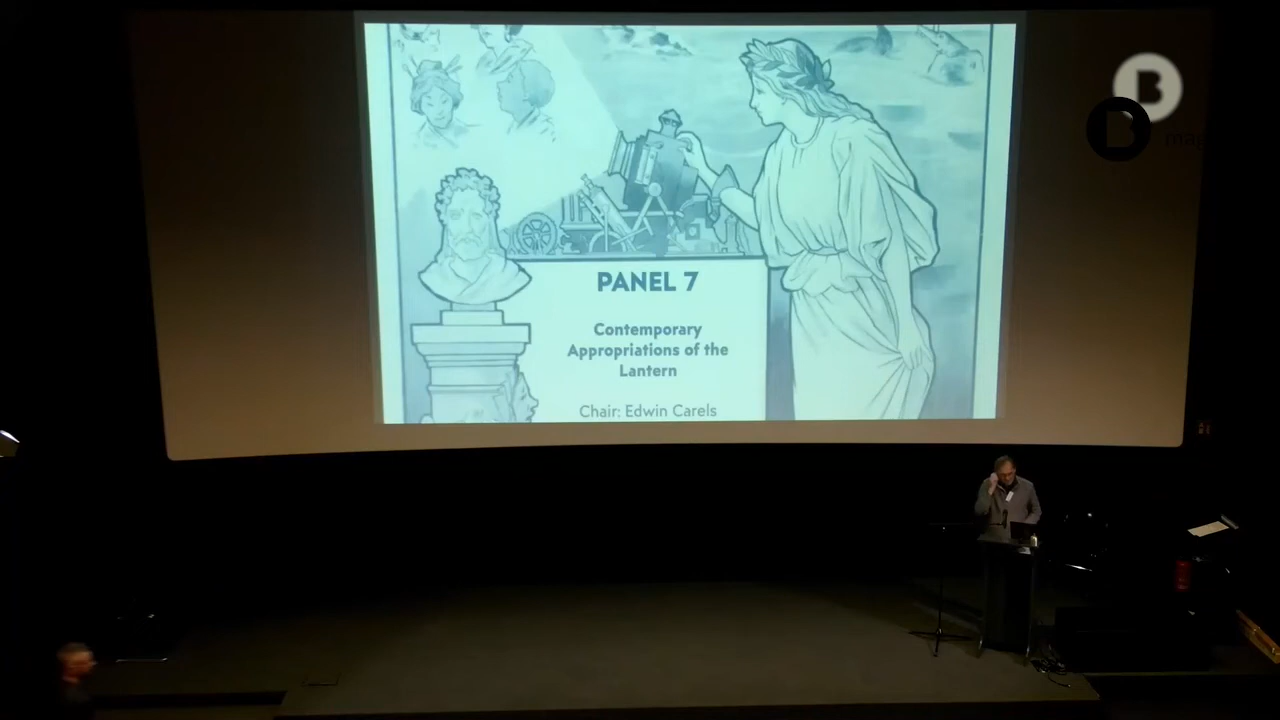 PANEL 7
Contemporary
Appropriations of the
Lantern
Chair: Edwin Carels
B
B